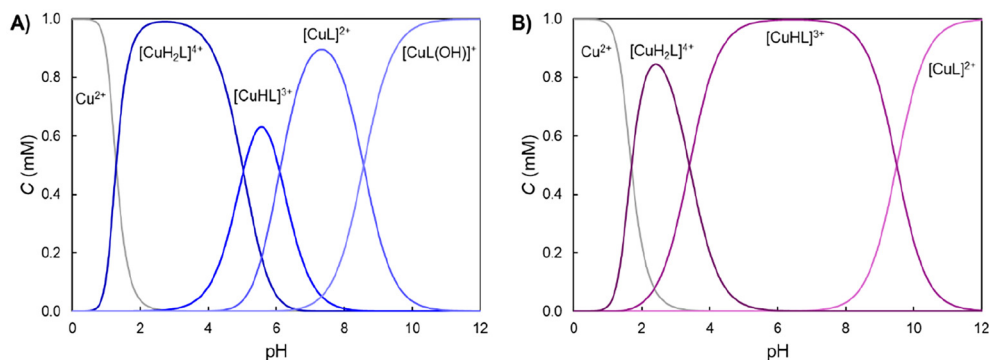 A)
Cu²⁺
[CuH₂L]⁴⁺
[CuHL]³⁺
[CuL]²⁺
[CuL(OH)]⁺
C (mM)
1.0
0.8
0.6
0.4
0.2
0.0
0 2 4 6 8 10 12
pH
B)
Cu²⁺
[CuH₂L]⁴⁺
[CuHL]³⁺
[CuL]²⁺
C (mM)
1.0
0.8
0.6
0.4
0.2
0.0
0 2 4 6 8 10 12
pH